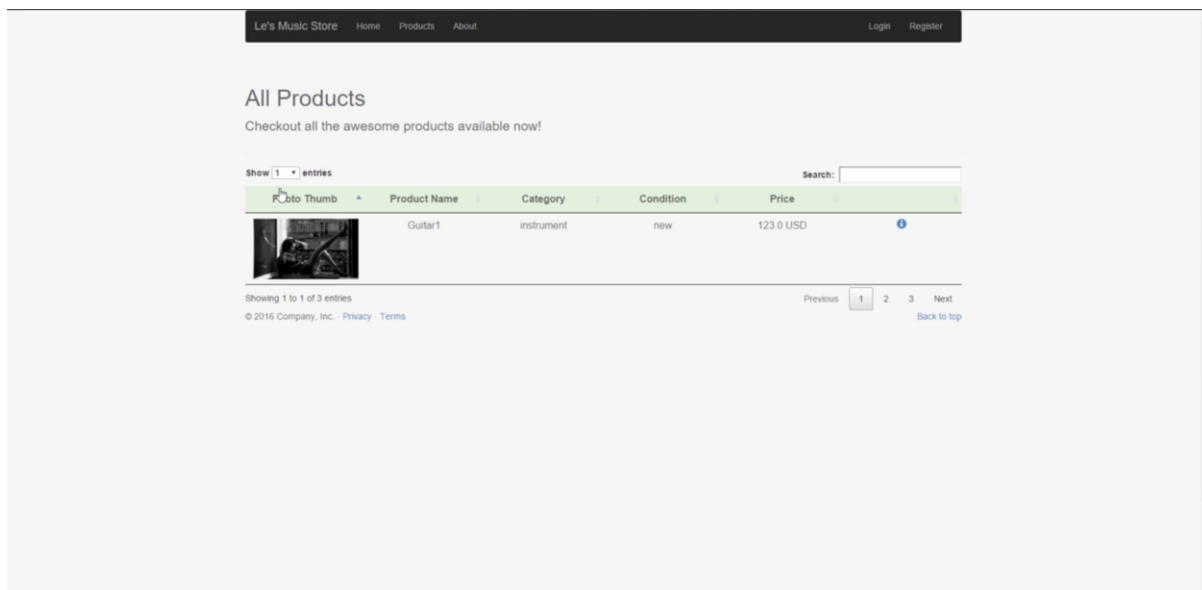 Le's Music Store Home Products About Login Register
All Products
Checkout all the awesome products available now!
Show 1 entries Search:
Photo Thumb Product Name Category Condition Price
Guitar1 instrument new 123.0 USD
Showing 1 to 1 of 3 entries Previous 1 2 3 Next
© 2016 Company, Inc. · Privacy · Terms Back to top